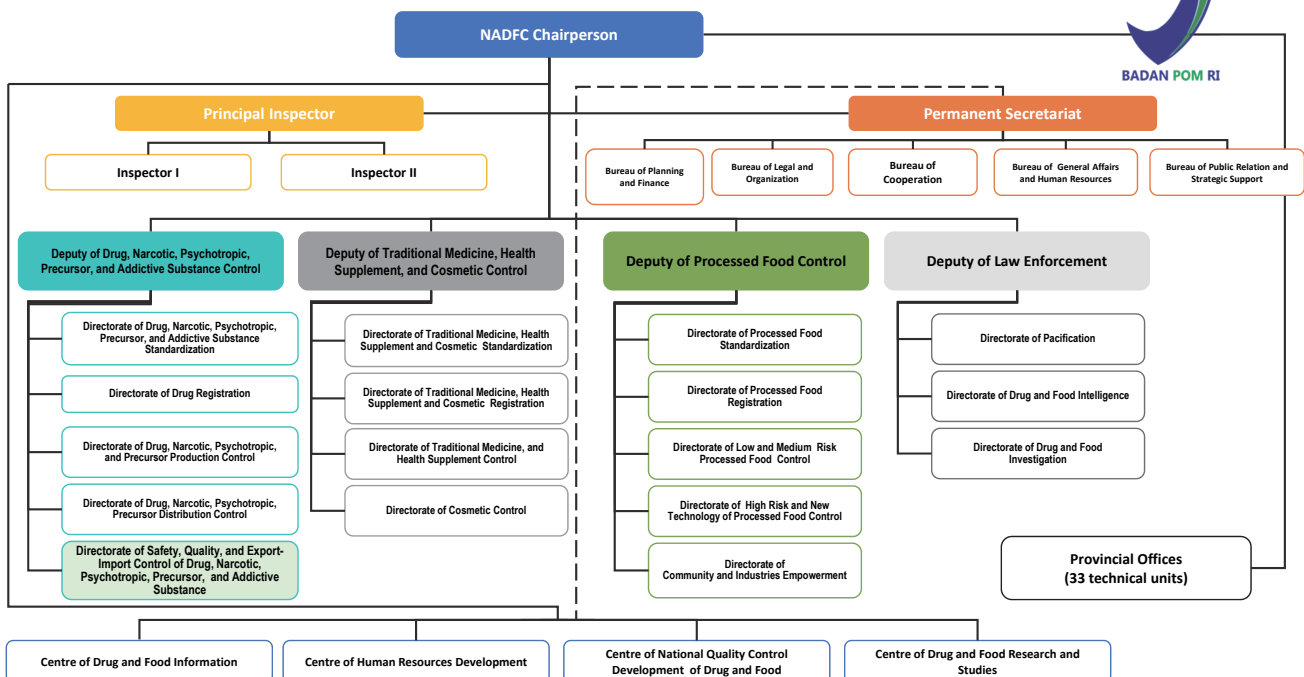 NADFC Chairperson
BADAN POM RI
Principal Inspector
Permanent Secretariat
Inspector I
Inspector II
Bureau of Planning
and Finance
Bureau of Legal and
Organization
Bureau of
Cooperation
Bureau of General Affairs
and Human Resources
Bureau of Public Relation and
Strategic Support
Deputy of Drug, Narcotic, Psychotropic,
Precursor, and Addictive Substance Control
Deputy of Traditional Medicine, Health
Supplement, and Cosmetic Control
Deputy of Processed Food Control
Deputy of Law Enforcement
Directorate of Drug, Narcotic, Psychotropic,
Precursor, and Addictive Substance
Standardization
Directorate of Drug Registration
Directorate of Drug, Narcotic, Psychotropic,
and Precursor Production Control
Directorate of Drug, Narcotic, Psychotropic,
Precursor Distribution Control
Directorate of Safety, Quality, and Export-
Import Control of Drug, Narcotic,
Psychotropic, Precursor, and Addictive
Substance
Directorate of Traditional Medicine, Health
Supplement and Cosmetic Standardization
Directorate of Traditional Medicine, Health
Supplement and Cosmetic Registration
Directorate of Traditional Medicine, and
Health Supplement Control
Directorate of Cosmetic Control
Directorate of Processed Food
Standardization
Directorate of Processed Food
Registration
Directorate of Low and Medium Risk
Processed Food Control
Directorate of High Risk and New
Technology of Processed Food Control
Directorate of
Community and Industries Empowerment
Directorate of Pacification
Directorate of Drug and Food Intelligence
Directorate of Drug and Food
Investigation
Provincial Offices
(33 technical units)
Centre of Drug and Food Information
Centre of Human Resources Development
Centre of National Quality Control
Development of Drug and Food
Centre of Drug and Food Research and
Studies